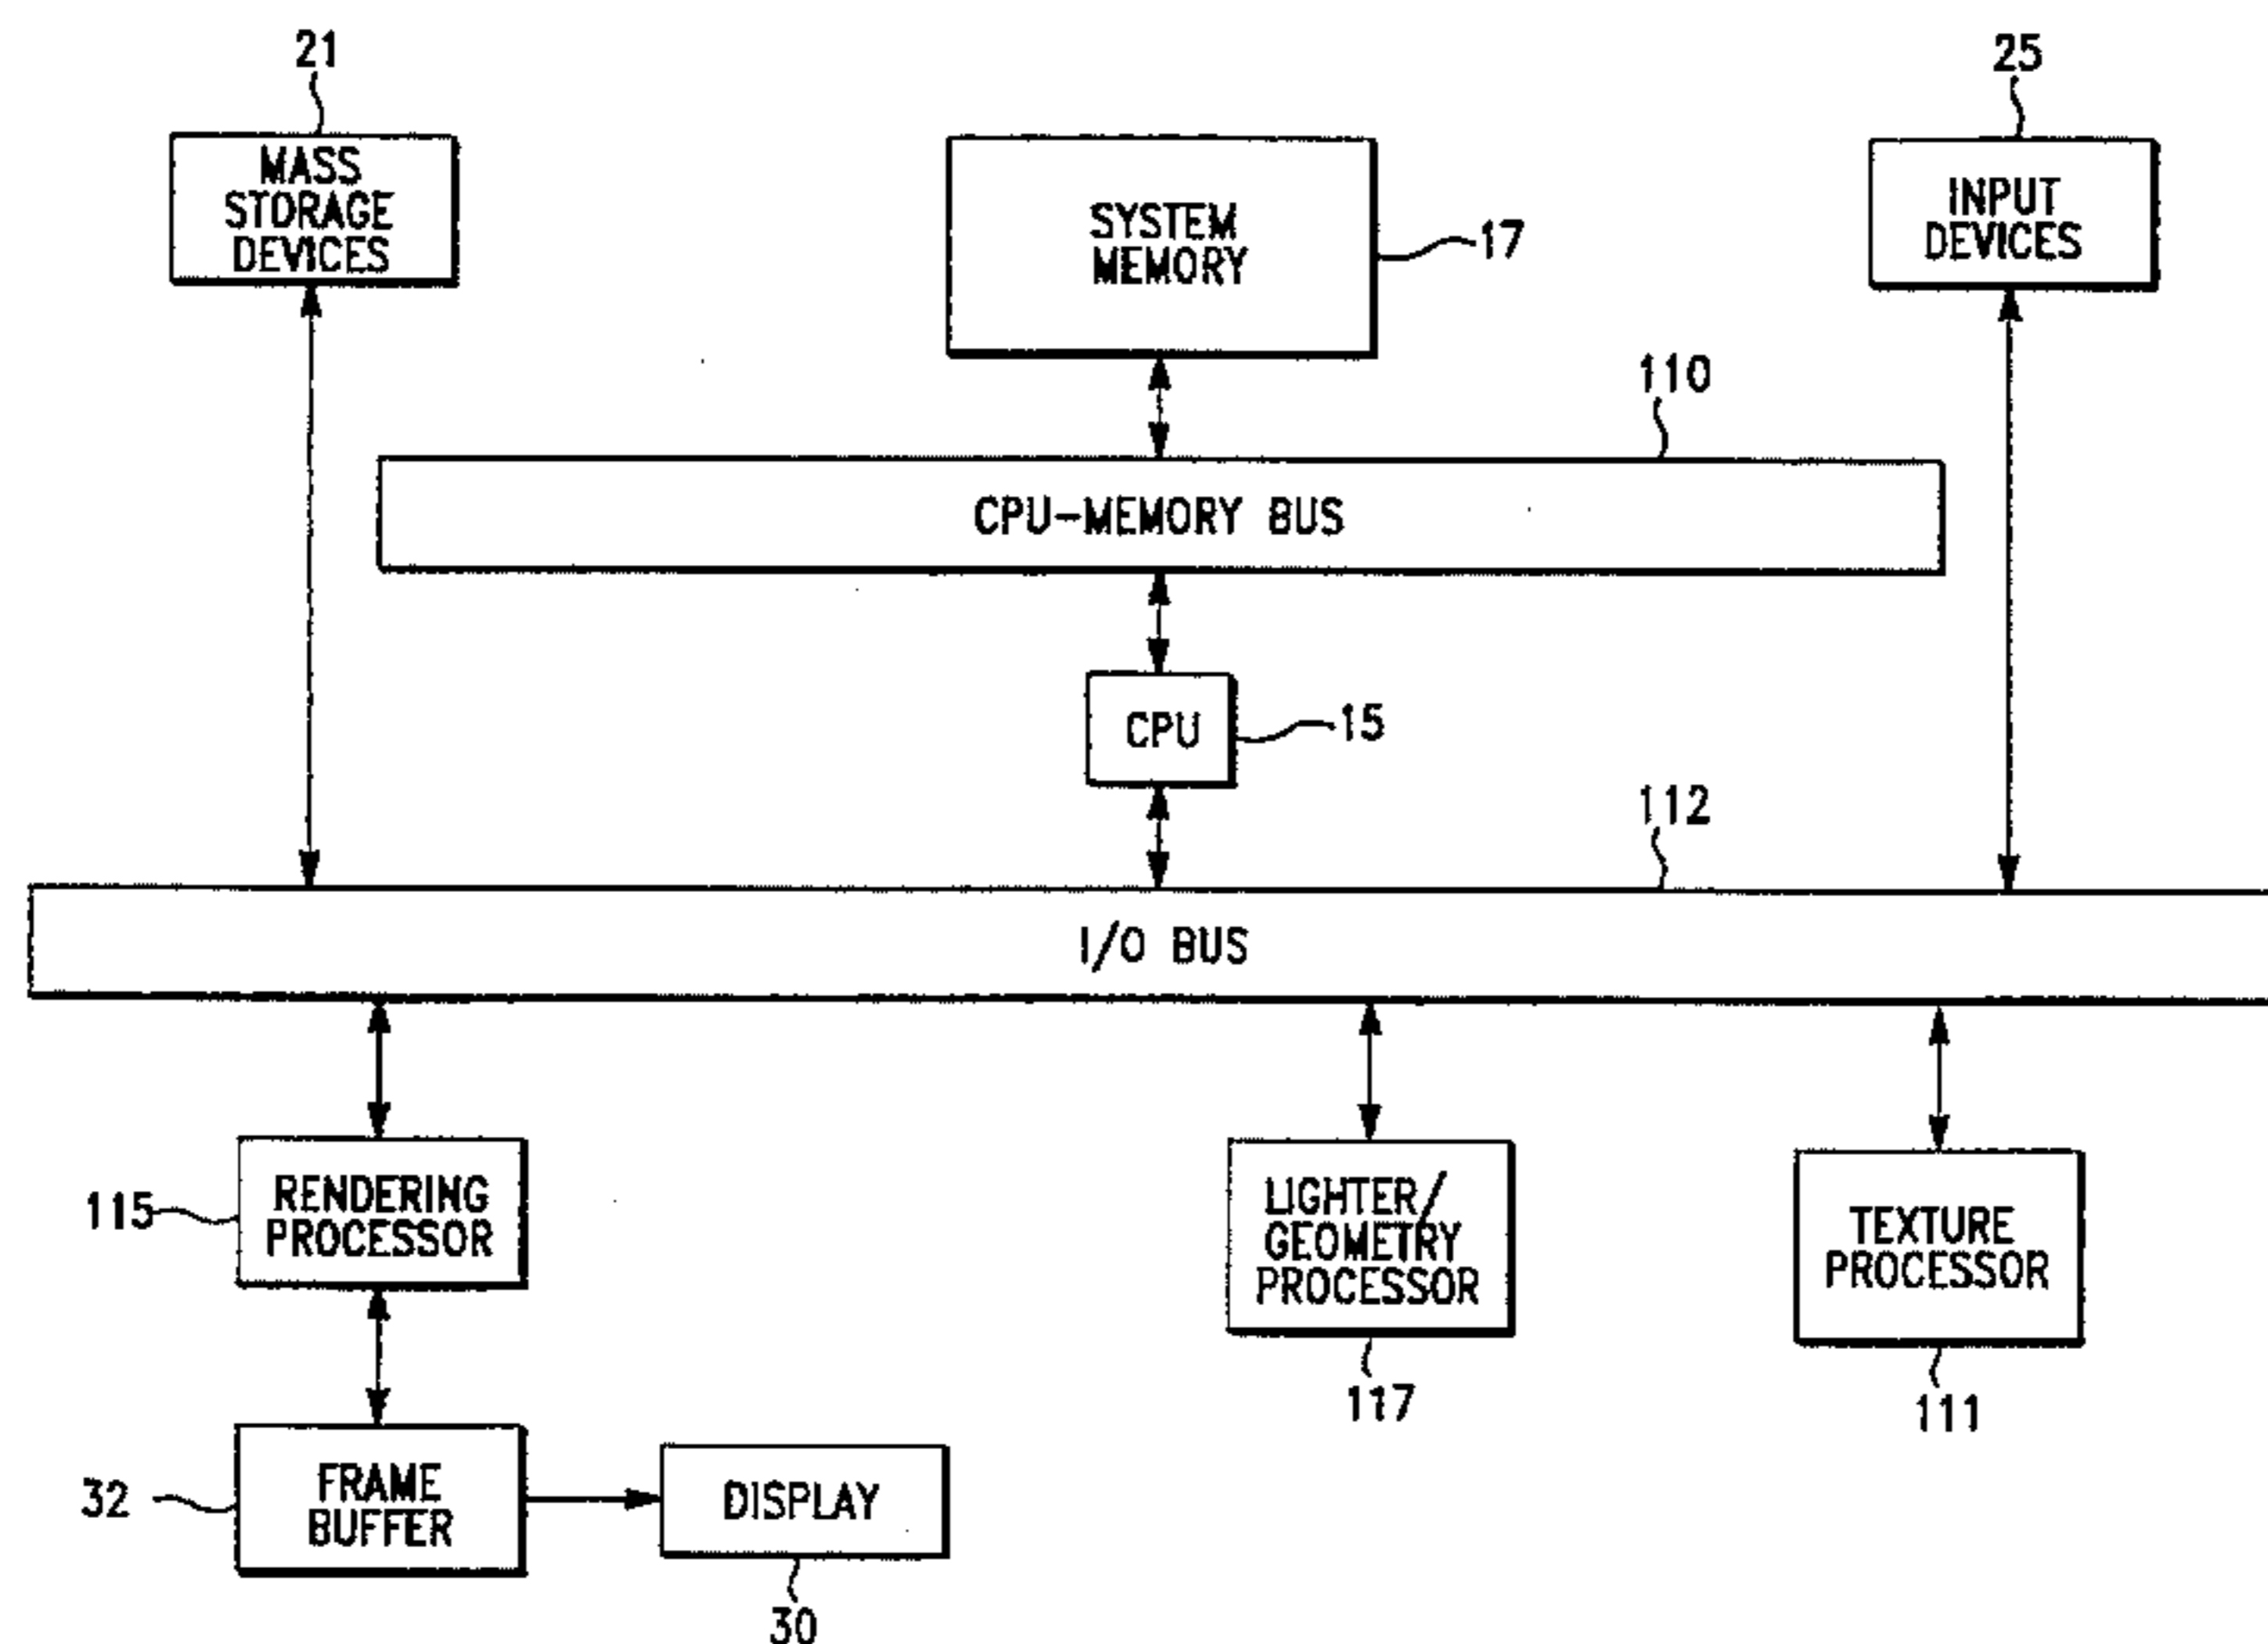 21
25
MASS
STORAGE
DEVICES
SYSTEM
MEMORY
17
INPUT
DEVICES
110
CPU-MEMORY BUS
CPU
15
112
I/O BUS
115
RENDERING
PROCESSOR
LIGHTER/
GEOMETRY
PROCESSOR
117
TEXTURE
PROCESSOR
111
32
FRAME
BUFFER
DISPLAY
30